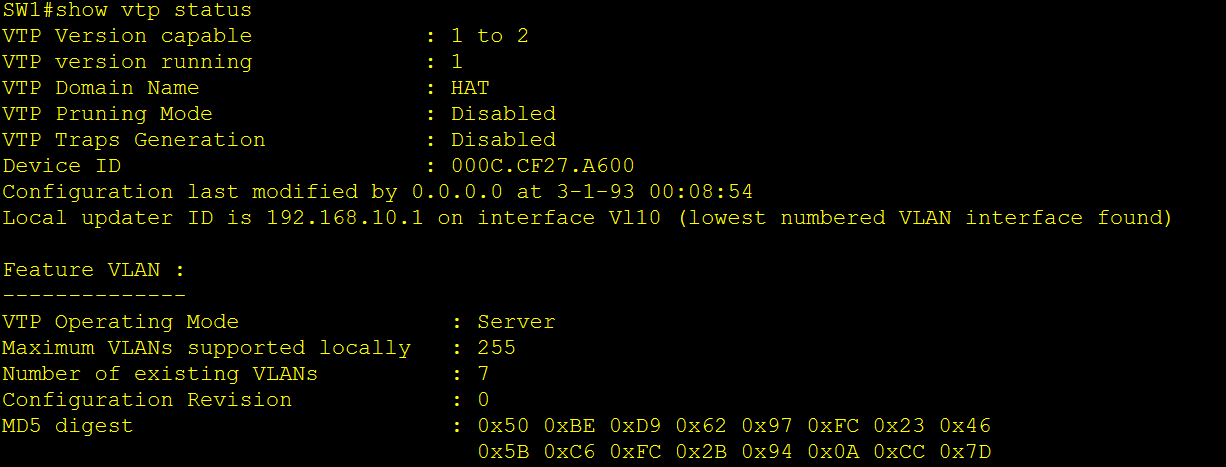 SW1#show vtp status
VTP Version capable : 1 to 2
VTP version running : 1
VTP Domain Name : HAT
VTP Pruning Mode : Disabled
VTP Traps Generation : Disabled
Device ID : 000C.CF27.A600
Configuration last modified by 0.0.0.0 at 3-1-93 00:08:54
Local updater ID is 192.168.10.1 on interface Vl10 (lowest numbered VLAN interface found)
Feature VLAN :
--------------
VTP Operating Mode : Server
Maximum VLANs supported locally : 255
Number of existing VLANs : 7
Configuration Revision : 0
MD5 digest : 0x50 0xBE 0xD9 0x62 0x97 0xFC 0x23 0x46
0x5B 0xC6 0xFC 0x2B 0x94 0x0A 0xCC 0x7D